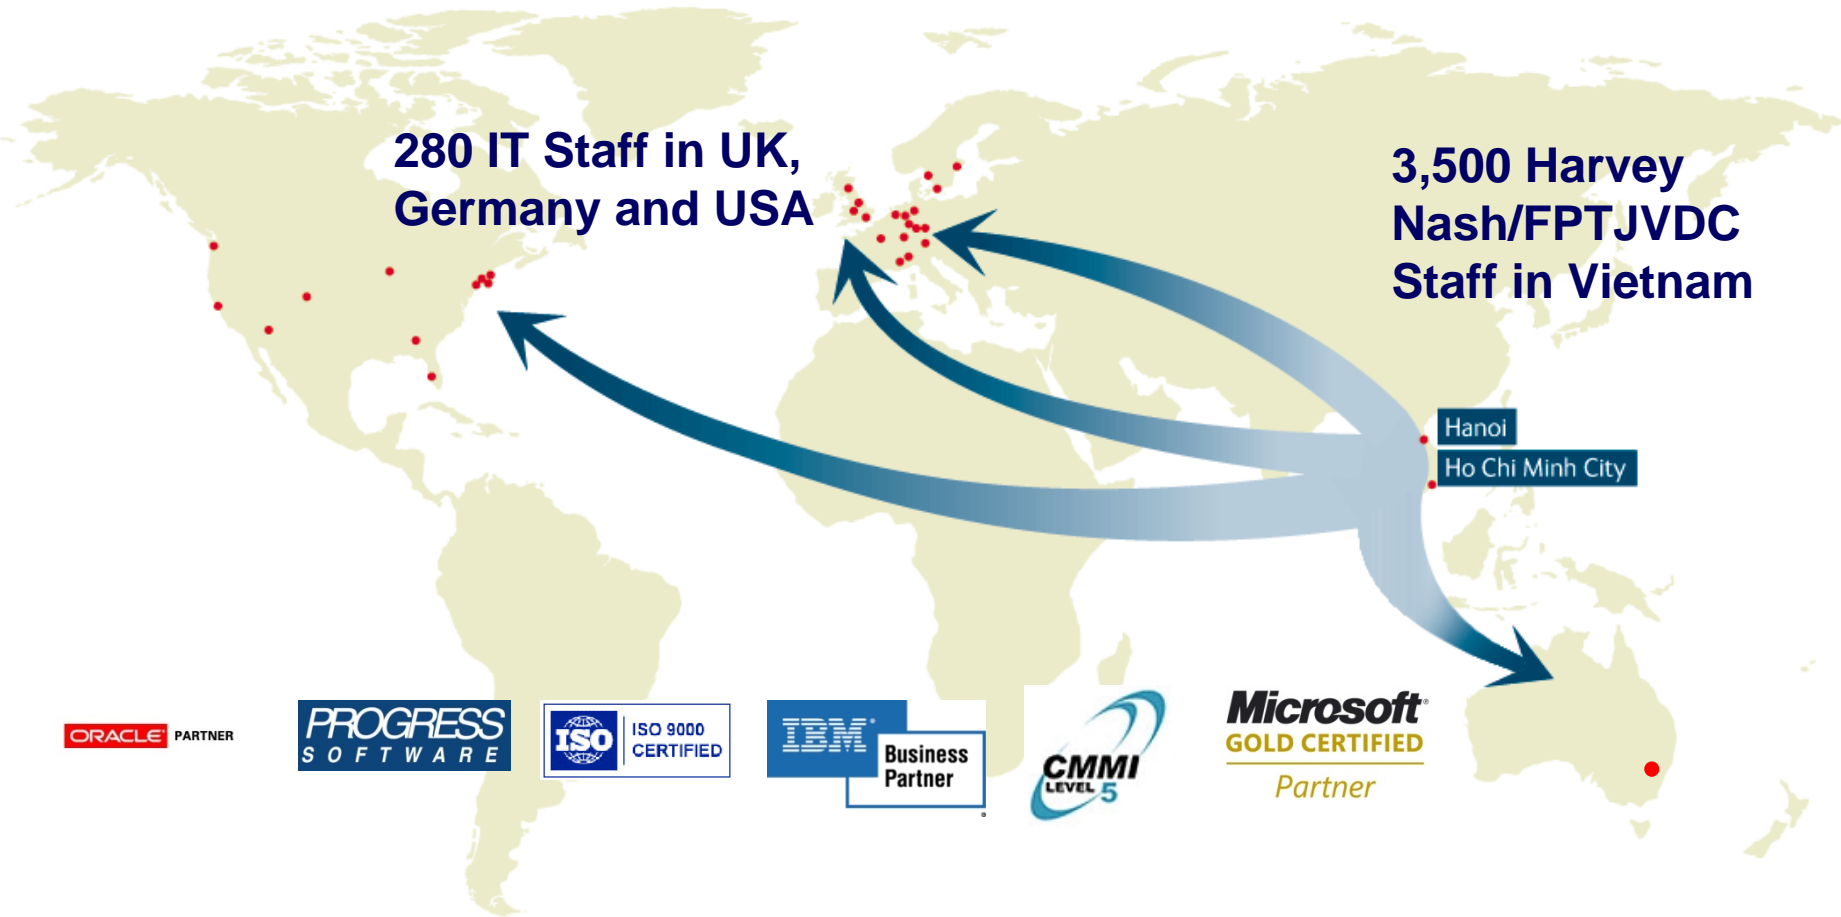 280 IT Staff in UK,
Germany and USA
3,500 Harvey
Nash/FPTJVDC
Staff in Vietnam
Hanoi
Ho Chi Minh City
ORACLE® PARTNER
PROGRESS
SOFTWARE
ISO
ISO 9000
CERTIFIED
IBM®
Business
Partner
®
CMMI
LEVEL 5
Microsoft®
GOLD CERTIFIED
Partner